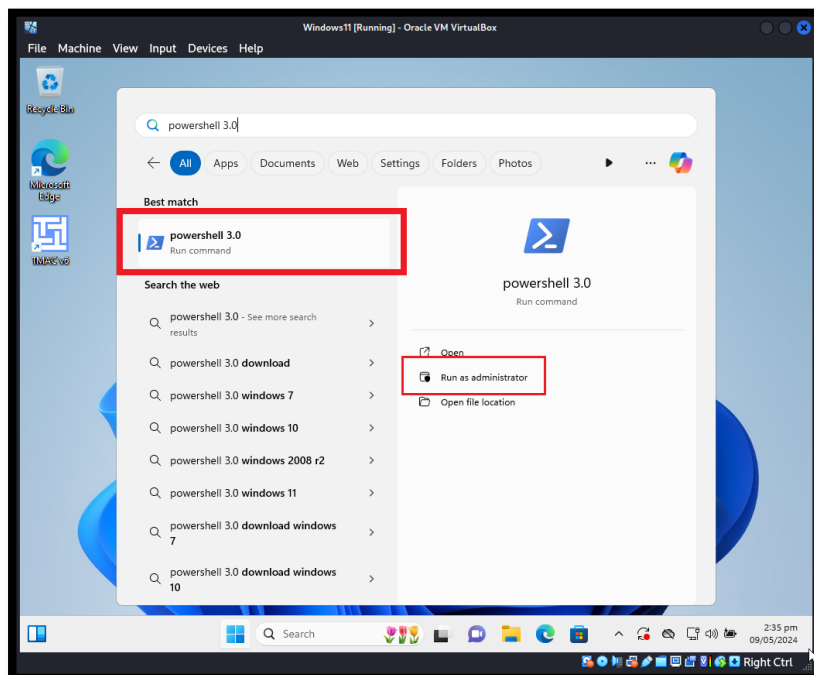 Windows11 [Running] - Oracle VM VirtualBox
File Machine View Input Devices Help
Recycle Bin
Microsoft
Edge
TMAC v6
powershell 3.0
All Apps Documents Web Settings Folders Photos ...
Best match
powershell 3.0
Run command
Search the web
powershell 3.0 - See more search
results
powershell 3.0 download
powershell 3.0 windows 7
powershell 3.0 windows 10
powershell 3.0 windows 2008 r2
powershell 3.0 windows 11
powershell 3.0 download windows
7
powershell 3.0 download windows
10
powershell 3.0
Run command
Open
Run as administrator
Open file location
Search
2:35 pm
09/05/2024
Right Ctrl